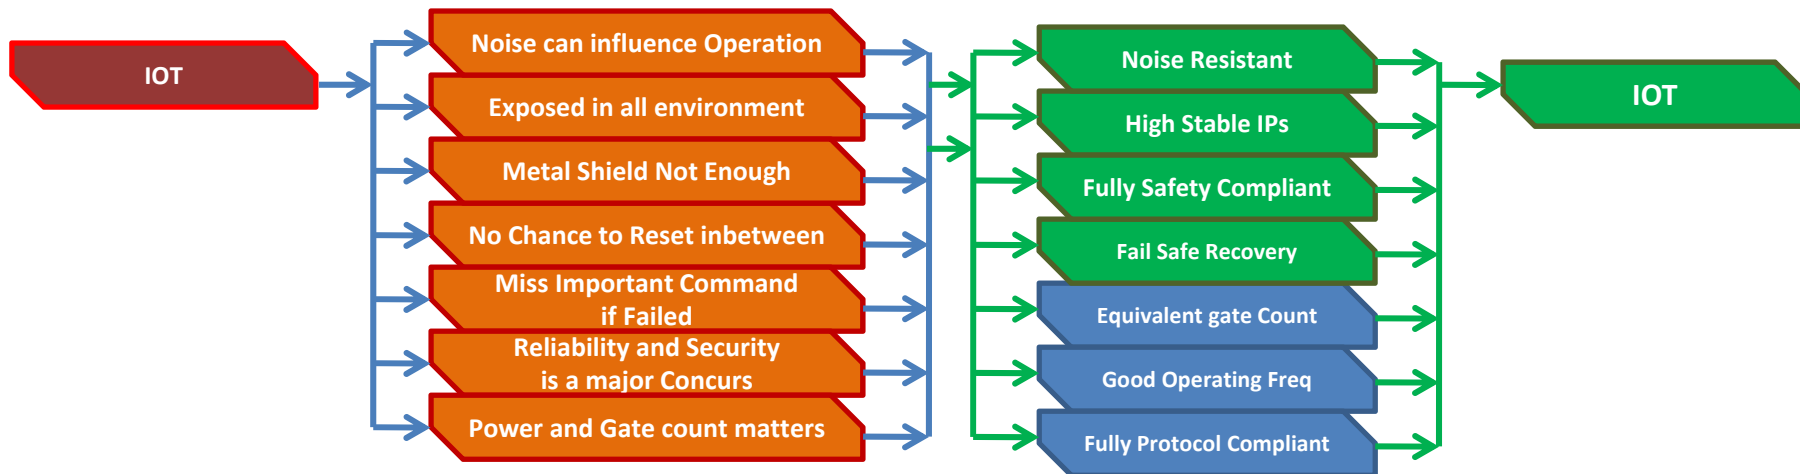 IOT
Noise can influence Operation
Exposed in all environment
Metal Shield Not Enough
No Chance to Reset inbetween
Miss Important Command
if Failed
Reliability and Security
is a major Concurs
Power and Gate count matters
Noise Resistant
High Stable IPs
Fully Safety Compliant
Fail Safe Recovery
Equivalent gate Count
Good Operating Freq
Fully Protocol Compliant
IOT